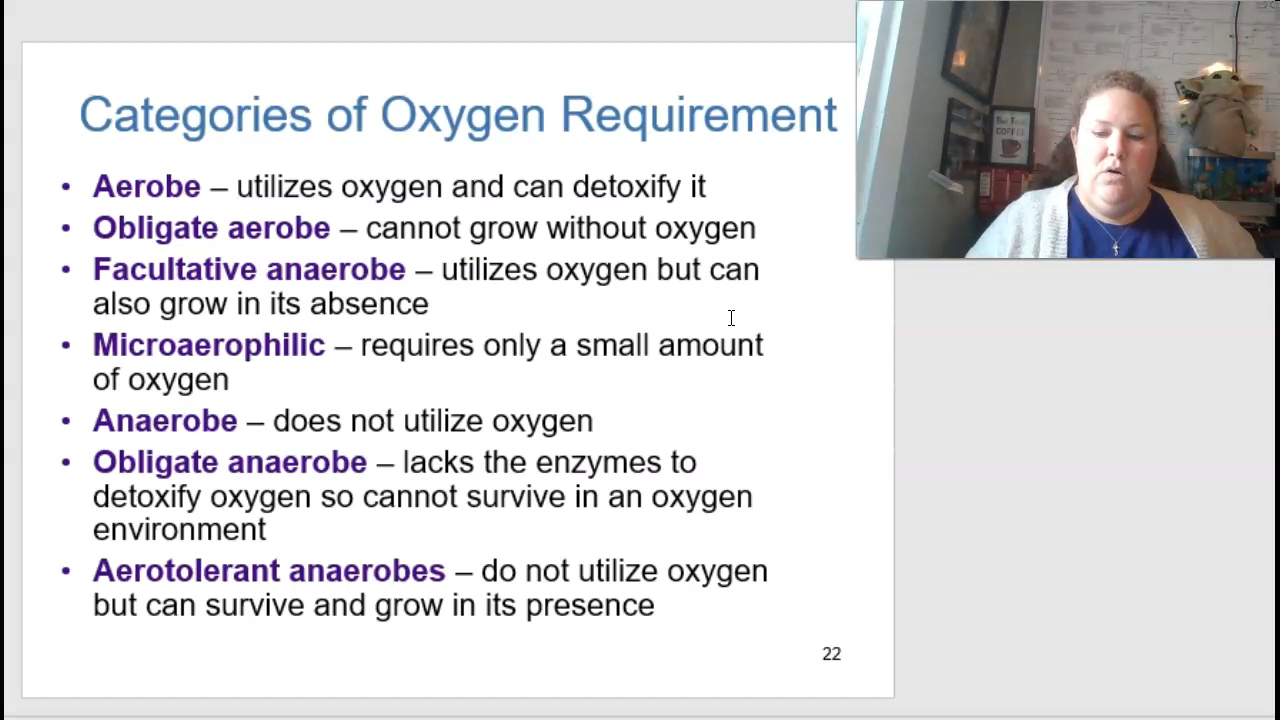 Categories of Oxygen Requirement
• Aerobe – utilizes oxygen and can detoxify it
• Obligate aerobe – cannot grow without oxygen
• Facultative anaerobe – utilizes oxygen but can
also grow in its absence
• Microaerophilic – requires only a small amount
of oxygen
• Anaerobe – does not utilize oxygen
• Obligate anaerobe – lacks the enzymes to
detoxify oxygen so cannot survive in an oxygen
environment
• Aerotolerant anaerobes – do not utilize oxygen
but can survive and grow in its presence
22
COFFEE